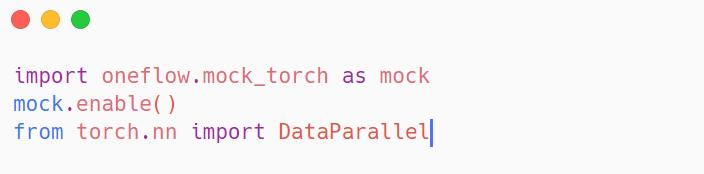 import oneflow.mock_torch as mock
mock.enable()
from torch.nn import DataParallel